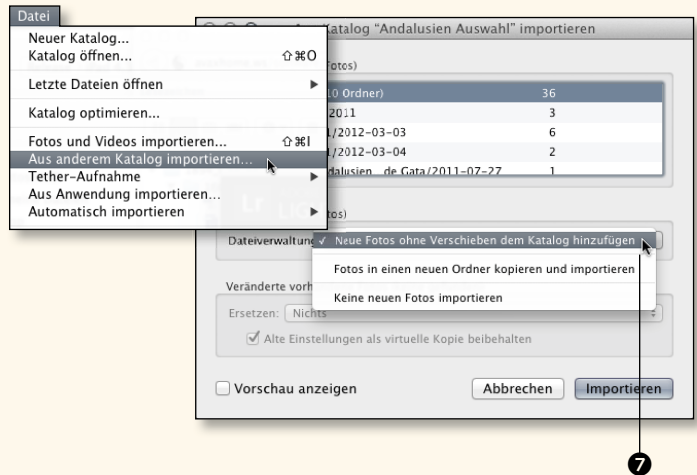 Datei
Neuer Katalog...
Katalog öffnen... ⇧⌘O
Letzte Dateien öffnen ▶
Katalog optimieren...
Fotos und Videos importieren... ⇧⌘I
Aus anderem Katalog importieren...
Tether-Aufnahme ▶
Aus Anwendung importieren...
Automatisch importieren ▶
Katalog “Andalusien Auswahl” importieren
Fotos)
10 Ordner) 36
2011 3
1/2012-03-03 6
1/2012-03-04 2
de Gata/2011-07-27 1
Lr
Dateiverwaltung
✓ Neue Fotos ohne Verschieben dem Katalog hinzufügen
Fotos in einen neuen Ordner kopieren und importieren
Keine neuen Fotos importieren
Veränderte
Ersetzen: Nichts
Alte Einstellungen als virtuelle Kopie beibehalten
Vorschau anzeigen
Abbrechen
Importieren
7